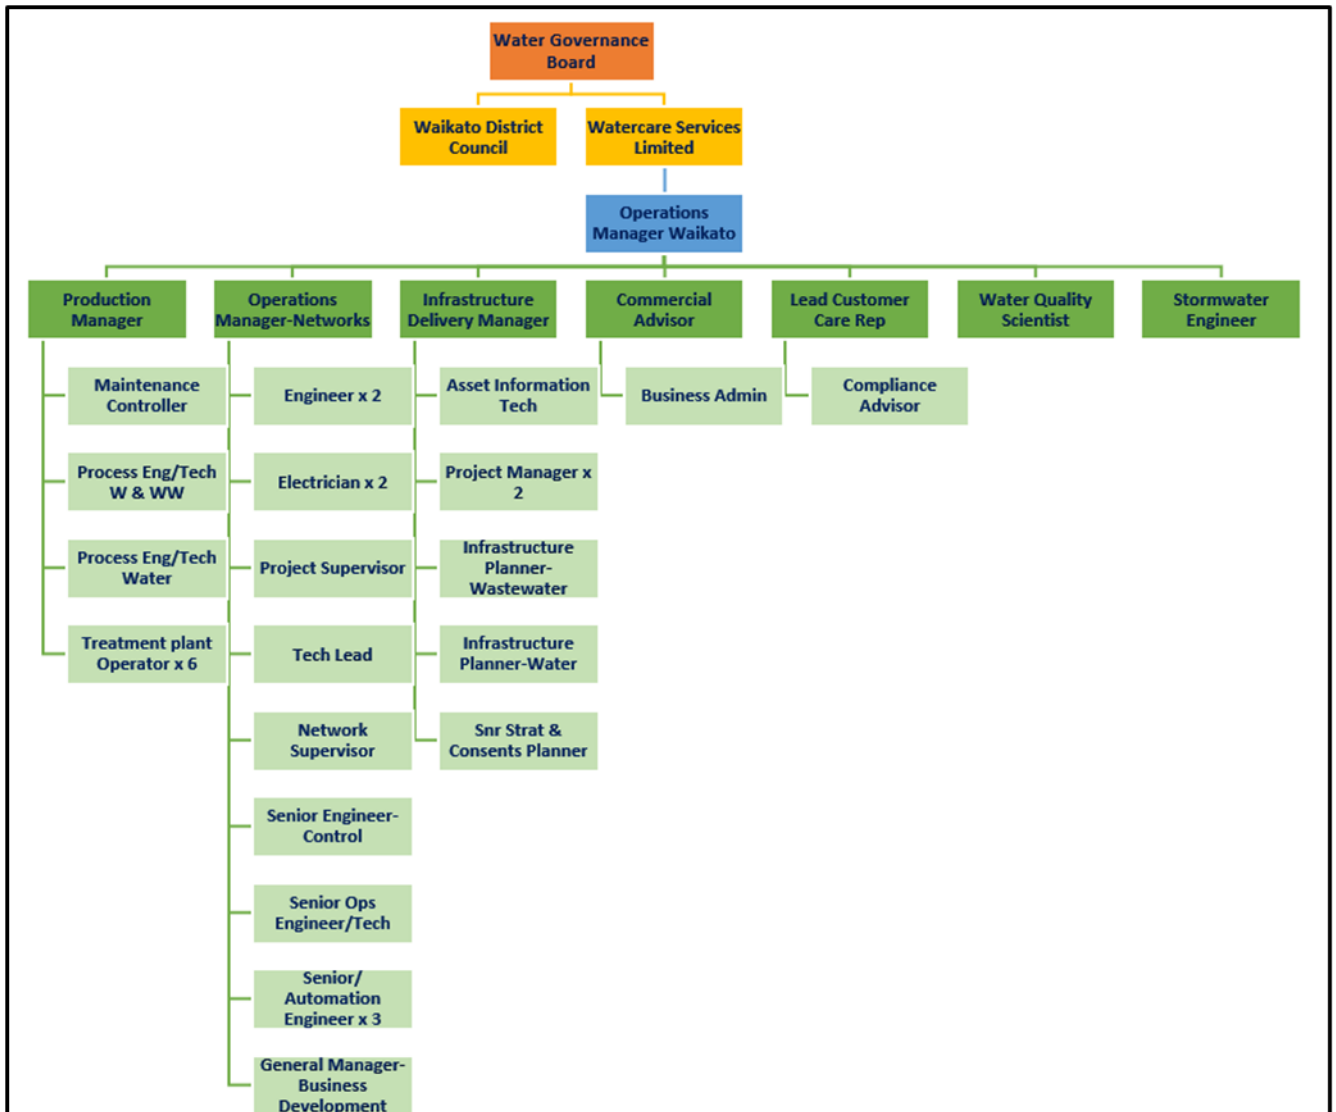 Water Governance
Board
Waikato District
Council
Watercare Services
Limited
Operations
Manager Waikato
Production
Manager
Operations
Manager-Networks
Infrastructure
Delivery Manager
Commercial
Advisor
Lead Customer
Care Rep
Water Quality
Scientist
Stormwater
Engineer
Maintenance
Controller
Process Eng/Tech
W & WW
Process Eng/Tech
Water
Treatment plant
Operator x 6
Engineer x 2
Electrician x 2
Project Supervisor
Tech Lead
Network
Supervisor
Senior Engineer-
Control
Senior Ops
Engineer/Tech
Senior/
Automation
Engineer x 3
General Manager-
Business
Development
Asset Information
Tech
Project Manager x
2
Infrastructure
Planner-
Wastewater
Infrastructure
Planner-Water
Snr Strat &
Consents Planner
Business Admin
Compliance
Advisor